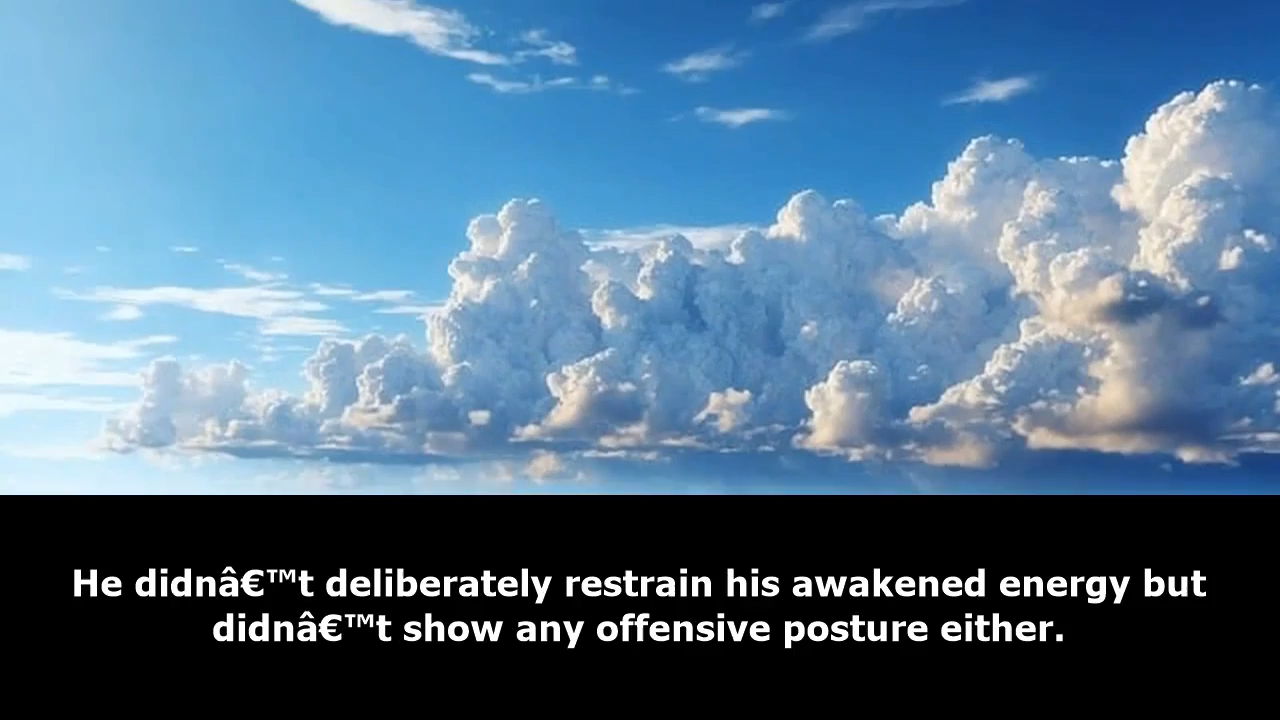 He didnâ€™t deliberately restrain his awakened energy but
didnâ€™t show any offensive posture either.